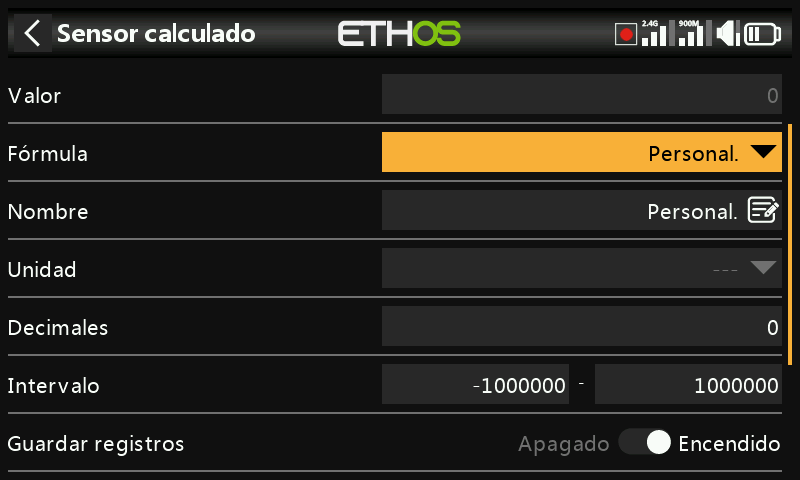 Sensor calculado
ETHOS
2.4G
900M
Valor
0
Fórmula
Personal.
Nombre
Personal.
Unidad
---
Decimales
0
Intervalo
-1000000 - 1000000
Guardar registros
Apagado Encendido